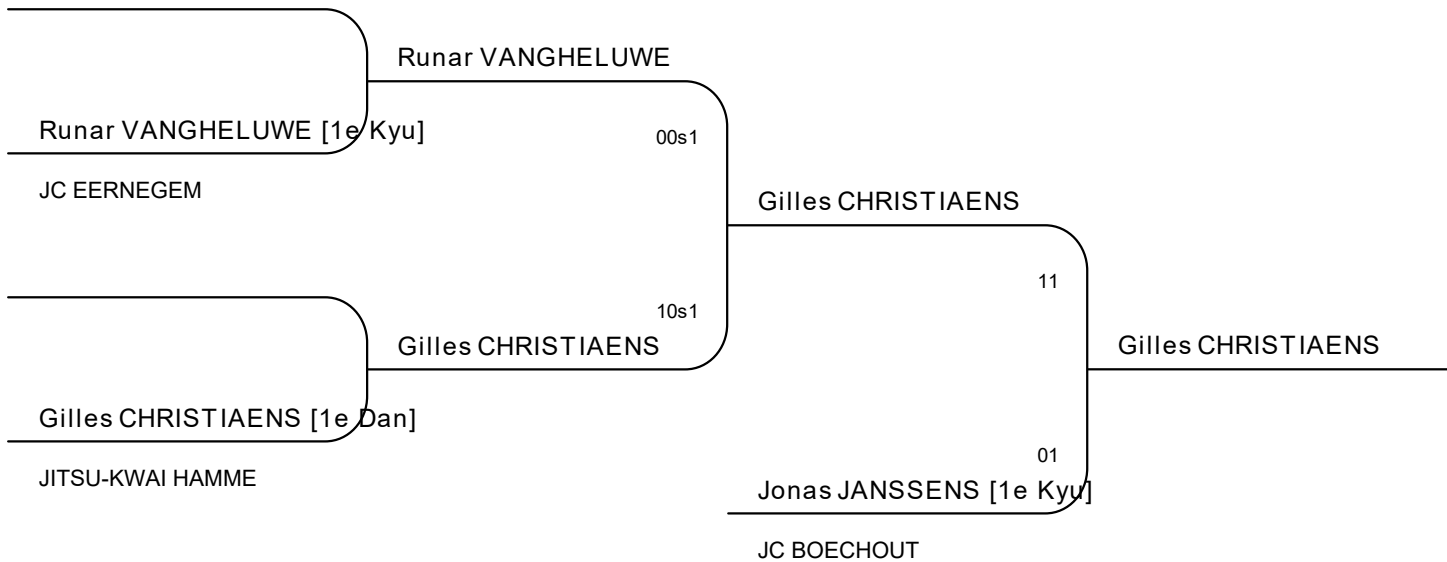 Runar VANGHELUWE
Runar VANGHELUWE [1e Kyu]
00s1
JC EERNEGEM
Gilles CHRISTIAENS
11
10s1
Gilles CHRISTIAENS
Gilles CHRISTIAENS
Gilles CHRISTIAENS [1e Dan]
01
JITSU-KWAI HAMME
Jonas JANSSENS [1e Kyu]
JC BOECHOUT